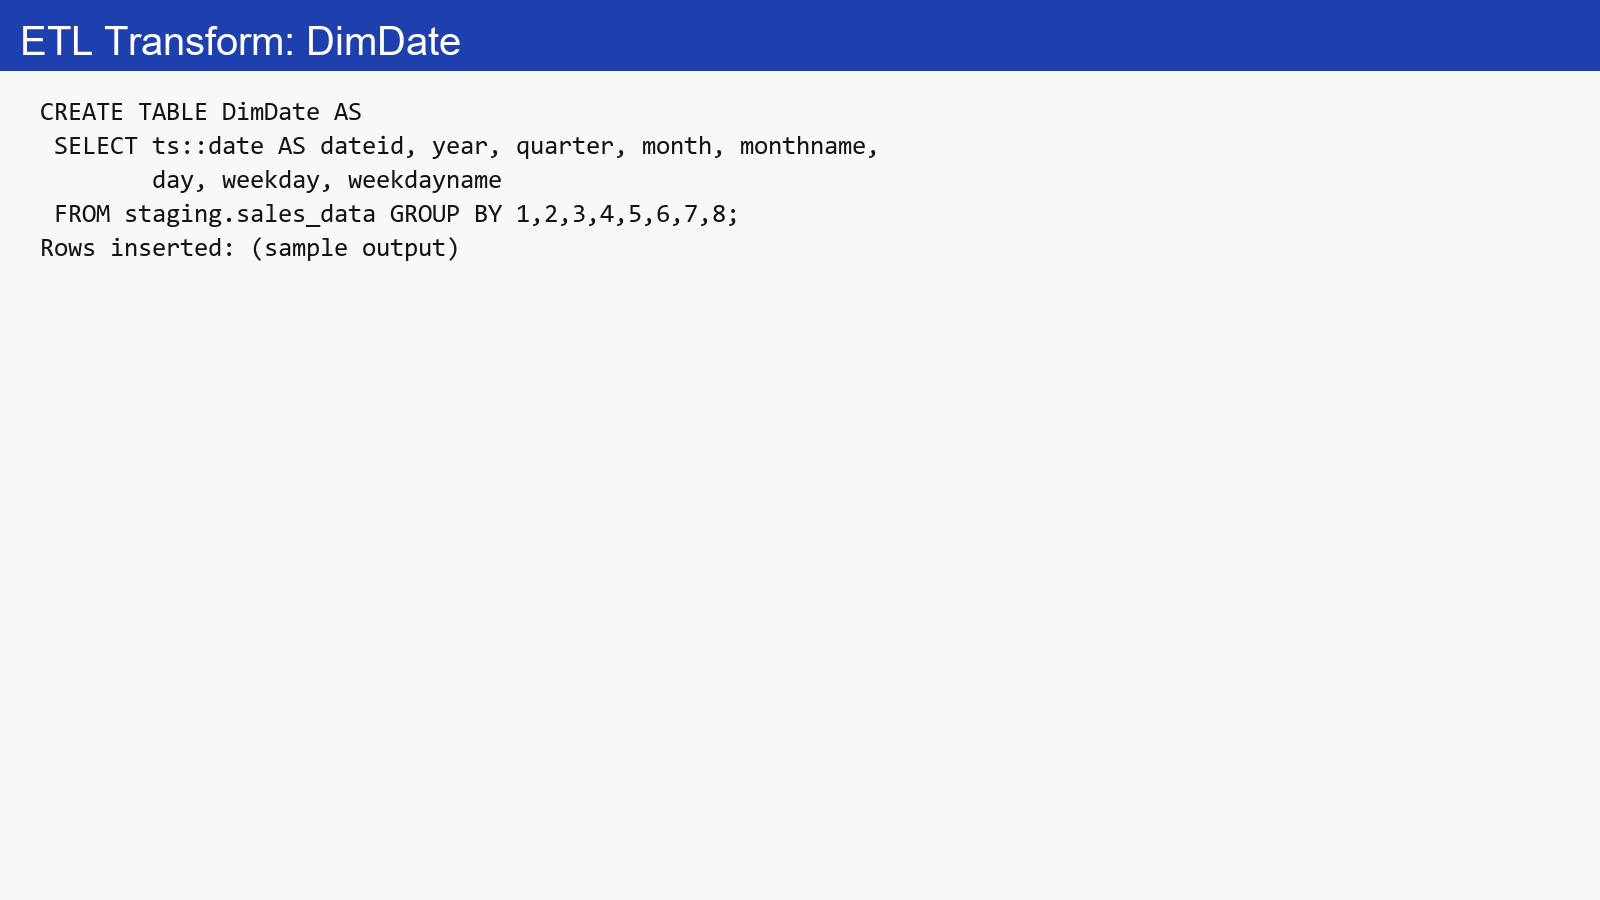 ETL Transform: DimDate
CREATE TABLE DimDate AS
SELECT ts::date AS dateid, year, quarter, month, monthname,
day, weekday, weekdayname
FROM staging.sales_data GROUP BY 1,2,3,4,5,6,7,8;
Rows inserted: (sample output)